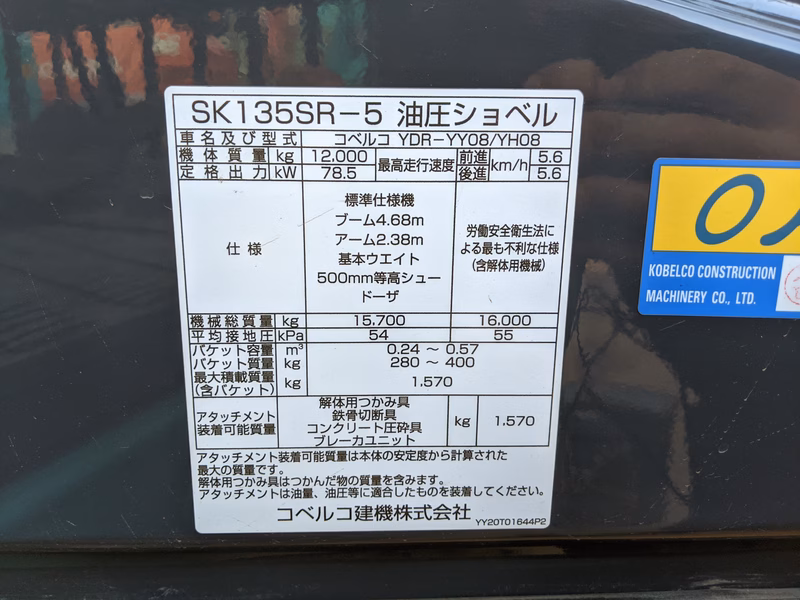 SK135SR-5 油圧ショベル
車名及び型式 コベルコ YDR-YY08/YH08
機体質量 kg 12,000 最高走行速度 前進 km/h 5.6
定格出力 kW 78.5 後進 5.6
仕様
標準仕様機
ブーム4.68m
アーム2.38m
基本ウエイト
500mm等高シュー
ドーザ
労働安全衛生法に
よる最も不利な仕様
(含解体用機械)
機械総質量 kg 15,700 16,000
平均接地圧 kPa 54 55
バケット容量 m³ 0.24 ~ 0.57
バケット質量 kg 280 ~ 400
最大積載質量
(含バケット) kg 1,570
アタッチメント
装着可能質量
解体用つかみ具
鉄骨切断具
コンクリート圧砕具
ブレーカユニット
kg 1,570
アタッチメント装着可能質量は本体の安定度から計算された
最大の質量です。
解体用つかみ具はつかんだ物の質量を含みます。
アタッチメントは油量、油圧等に適合したものを装着してください。
コベルコ建機株式会社
YY20T01644P2
KOBELCO CONSTRUCTION
MACHINERY CO., LTD.